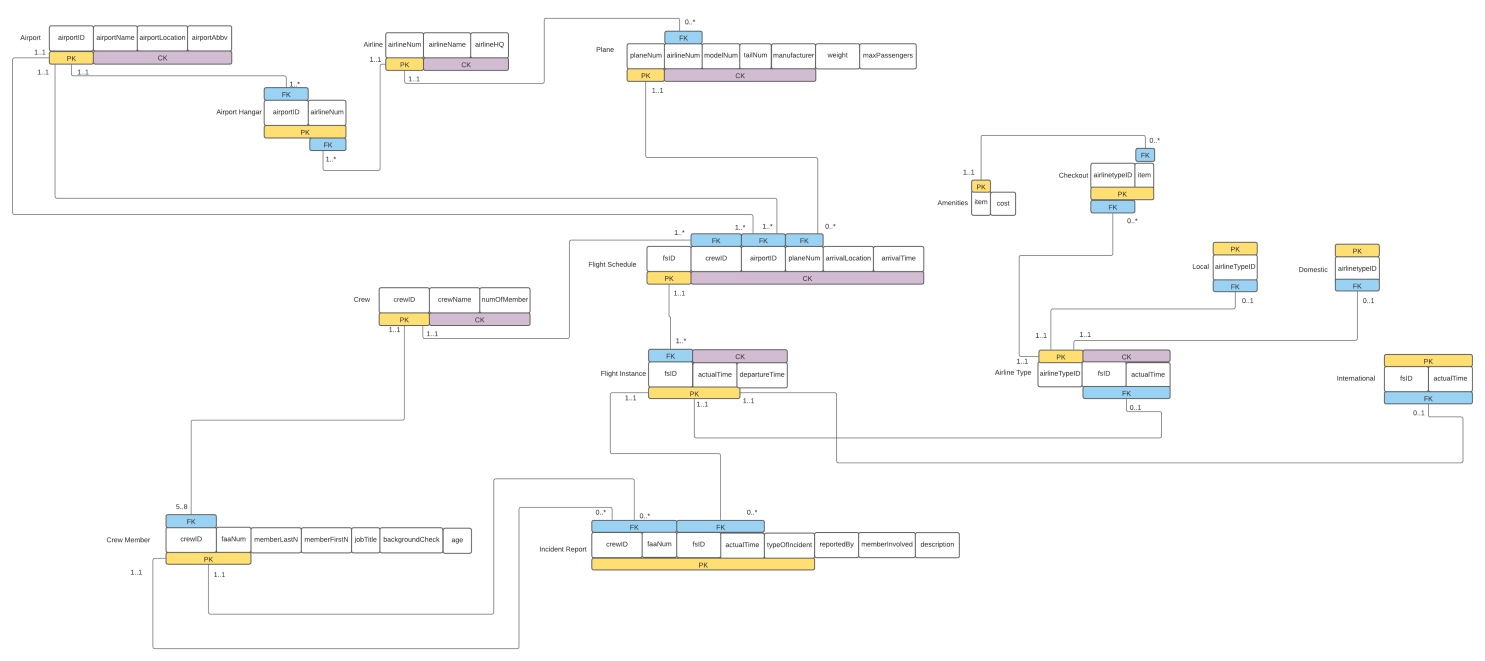 Airport airportID airportName airportLocation airportAbbv
1..1 PK CK
1..1 1..1
Airline airlineNum airlineName airlineHQ
1..1 PK CK
1..1
0..*
FK
Plane planeNum airlineNum modelNum tailNum manufacturer weight maxPassengers
PK CK
1..1
1..*
FK
Airport Hangar airportID airlineNum
PK
FK
1..*
0..*
FK
1..1 Checkout airlinetypeID item
PK PK
Amenities item cost FK
0..*
1..* 1..* 1..* 0..*
FK FK FK
Flight Schedule fsID crewID airportID planeNum arrivalLocation arrivalTime
PK CK
1..1
PK PK
Local airlineTypeID Domestic airlinetypeID
FK FK
0..1 0..1
Crew crewID crewName numOfMember
PK CK
1..1 1..1
1..*
FK CK
Flight Instance fsID actualTime departureTime
PK
1..1 1..1 1..1
1..1 1..1
1..1 PK CK
Airline Type airlineTypeID fsID actualTime
FK
0..1
PK
International fsID actualTime
FK
0..1
5..8
FK
Crew Member crewID faaNum memberLastN memberFirstN jobTitle backgroundCheck age
PK
1..1 1..1
0..* 0..* 0..*
FK FK
Incident Report crewID faaNum fsID actualTime typeOfIncident reportedBy memberInvolved description
PK